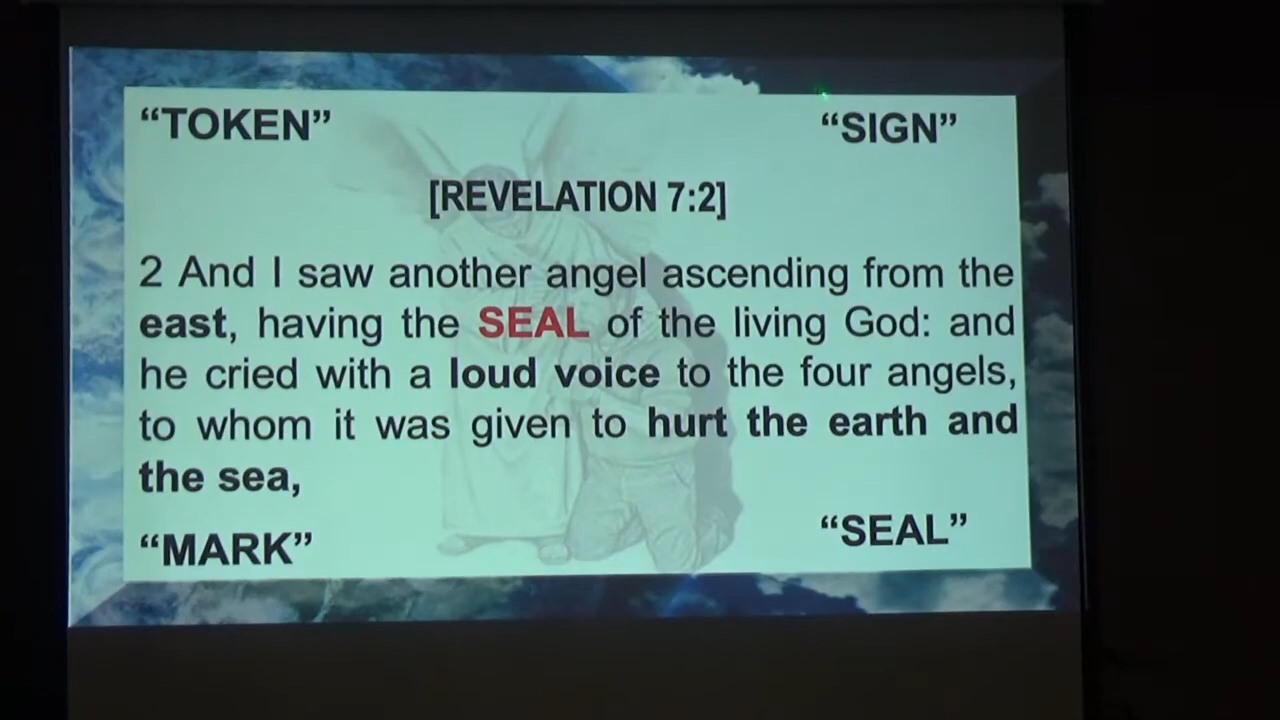 “TOKEN” “SIGN”
[REVELATION 7:2]
2 And I saw another angel ascending from the
east, having the SEAL of the living God: and
he cried with a loud voice to the four angels,
to whom it was given to hurt the earth and
the sea,
“MARK” “SEAL”